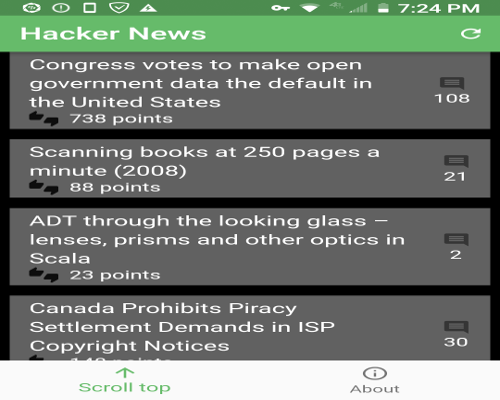 7:24 PM
Hacker News
Congress votes to make open
government data the default in
the United States
108
738 points
Scanning books at 250 pages a
minute (2008)
21
88 points
ADT through the looking glass –
lenses, prisms and other optics in
Scala
2
23 points
Canada Prohibits Piracy
Settlement Demands in ISP
Copyright Notices
30
points
Scroll top
About